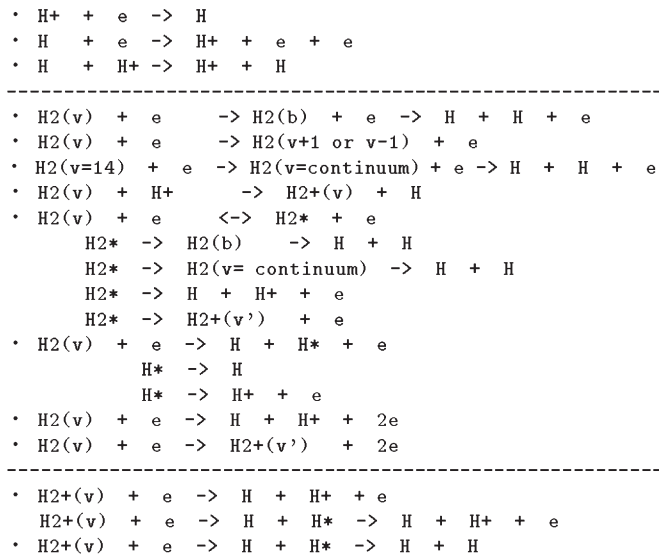 · H+ + e -> H
· H + e -> H+ + e + e
· H + H+ -> H+ + H
--------------------------------------------------
· H2(v) + e -> H2(b) + e -> H + H + e
· H2(v) + e -> H2(v+1 or v-1) + e
· H2(v=14) + e -> H2(v=continuum) + e -> H + H + e
· H2(v) + H+ -> H2+(v) + H
· H2(v) + e <-> H2* + e
H2* -> H2(b) -> H + H
H2* -> H2(v= continuum) -> H + H
H2* -> H + H+ + e
H2* -> H2+(v’) + e
· H2(v) + e -> H + H* + e
H* -> H
H* -> H+ + e
· H2(v) + e -> H + H+ + 2e
· H2(v) + e -> H2+(v’) + 2e
--------------------------------------------------
· H2+(v) + e -> H + H+ + e
H2+(v) + e -> H + H* -> H + H+ + e
· H2+(v) + e -> H + H* -> H + H